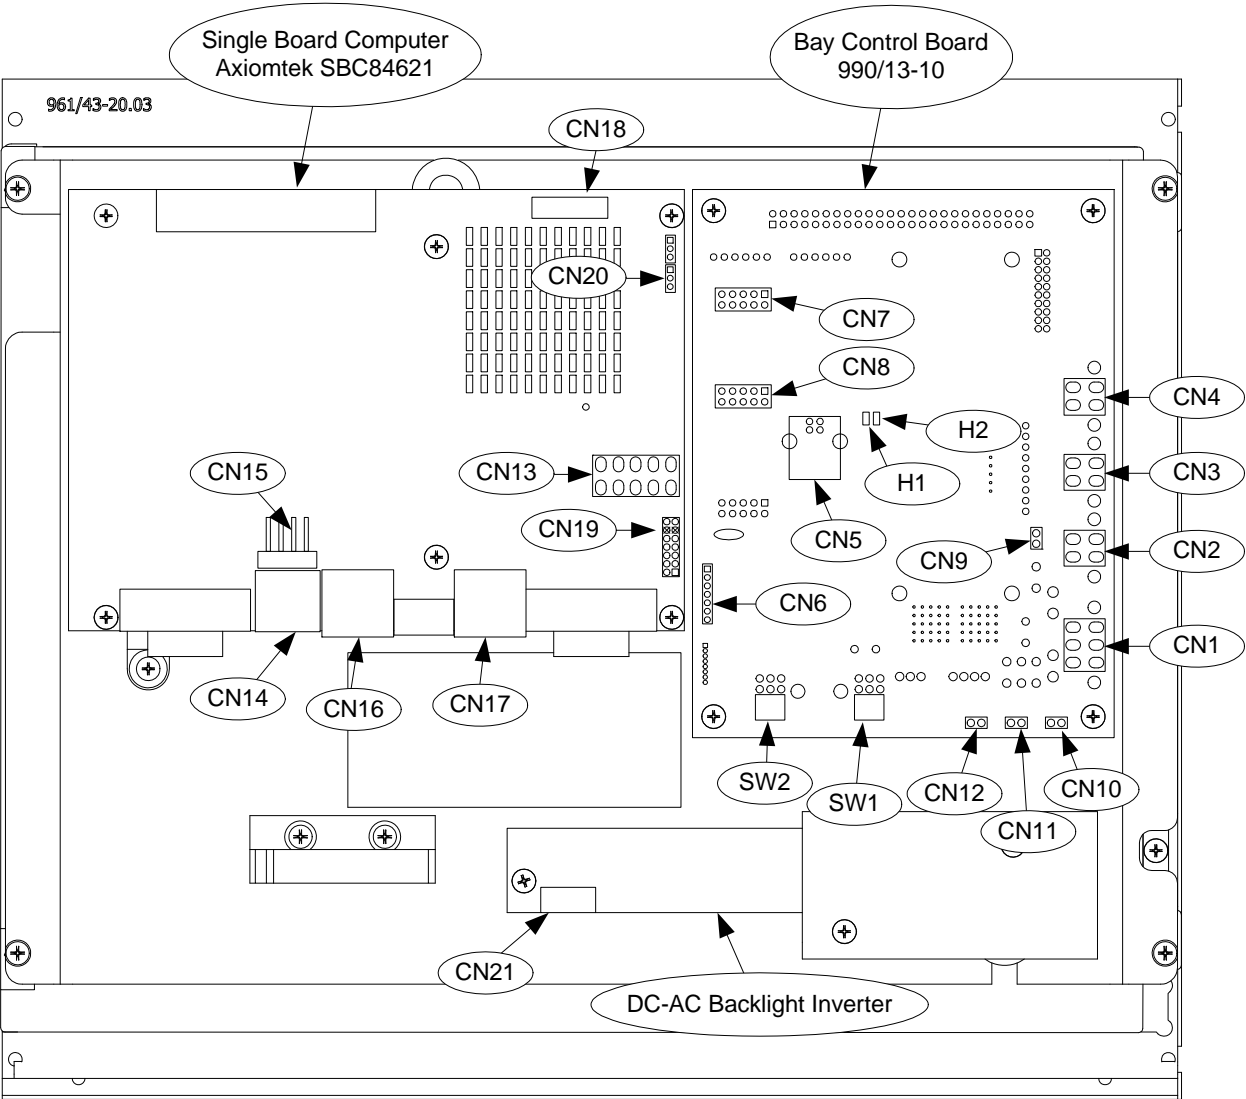 Single Board Computer
Axiomtek SBC84621
Bay Control Board
990/13-10
961/43-20.03
CN18
CN20
CN7
CN8
CN4
H2
CN15
CN13
H1
CN3
CN19
CN5
CN9
CN2
CN6
CN1
CN14
CN16
CN17
SW2
SW1
CN12
CN10
CN11
CN21
DC-AC Backlight Inverter